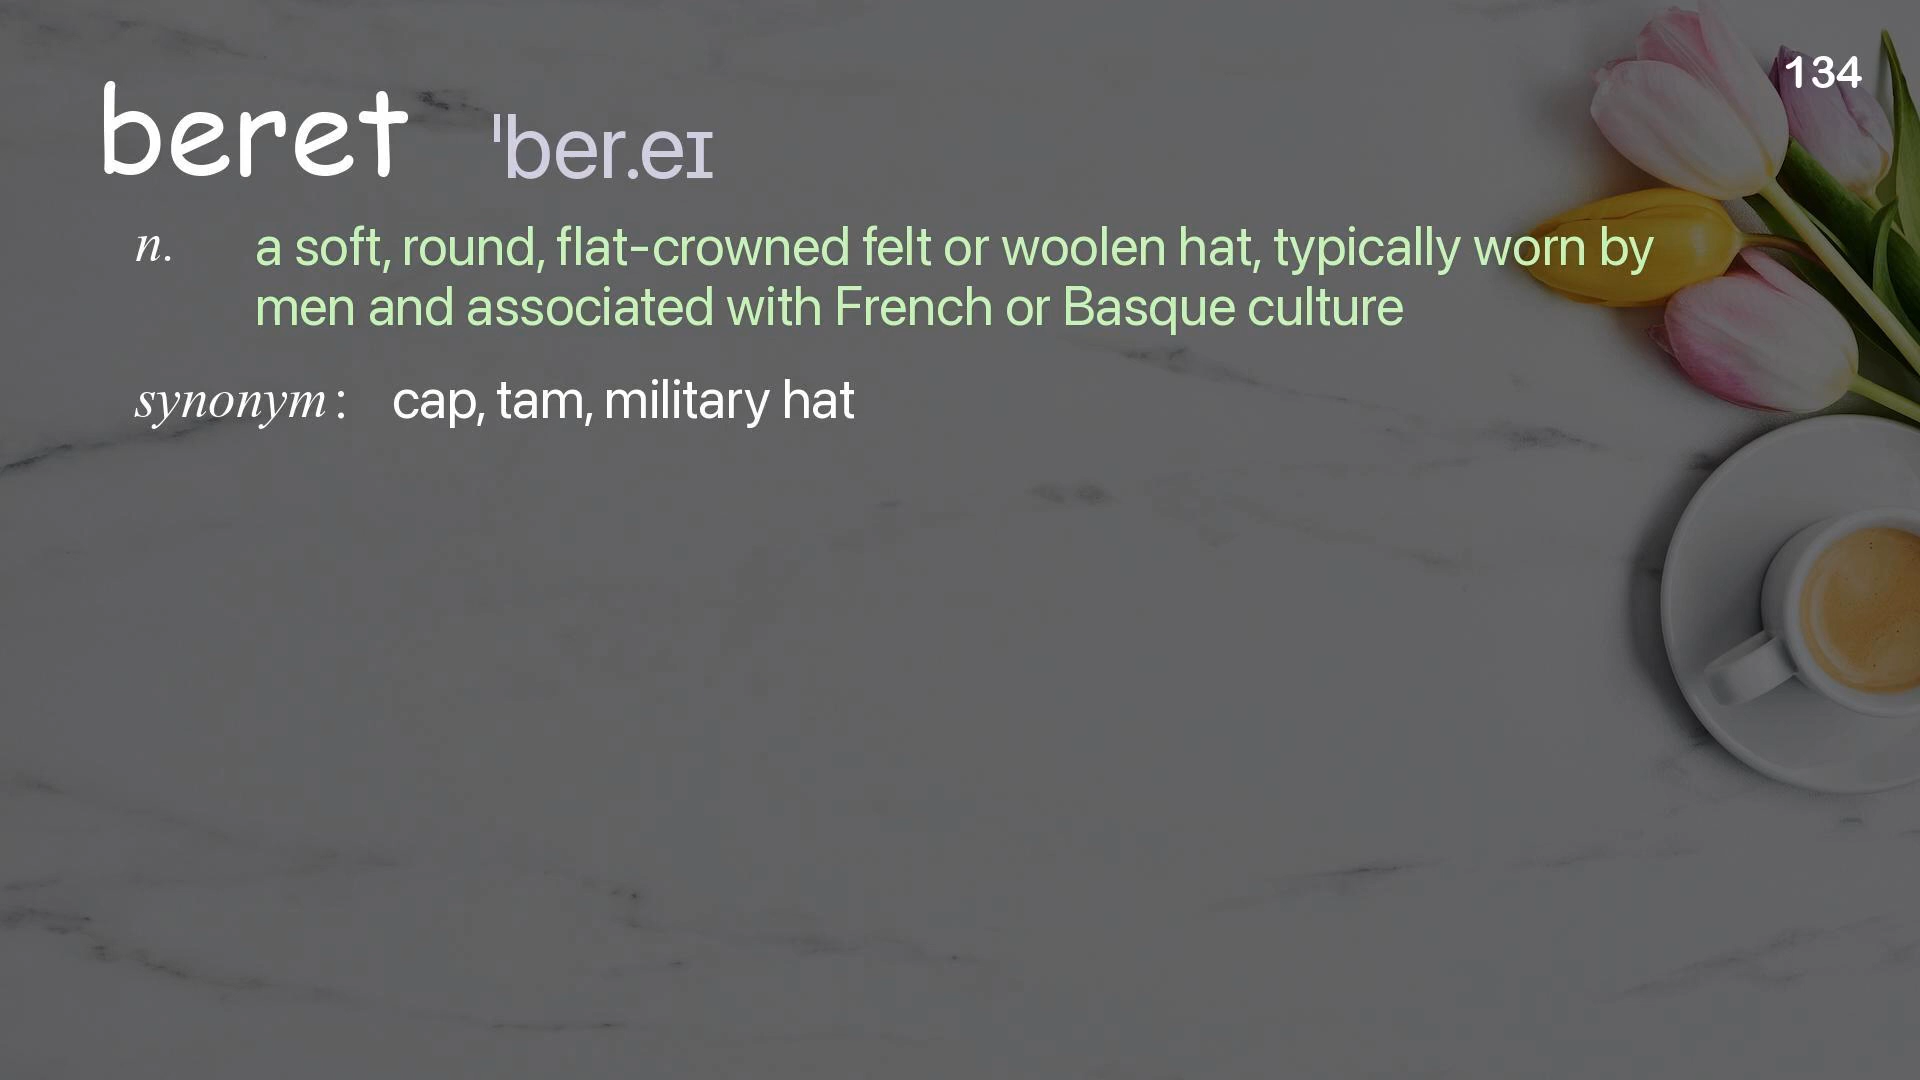 134
beret ˈber.eɪ
n. a soft, round, flat-crowned felt or woolen hat, typically worn by
men and associated with French or Basque culture
synonym: cap, tam, military hat